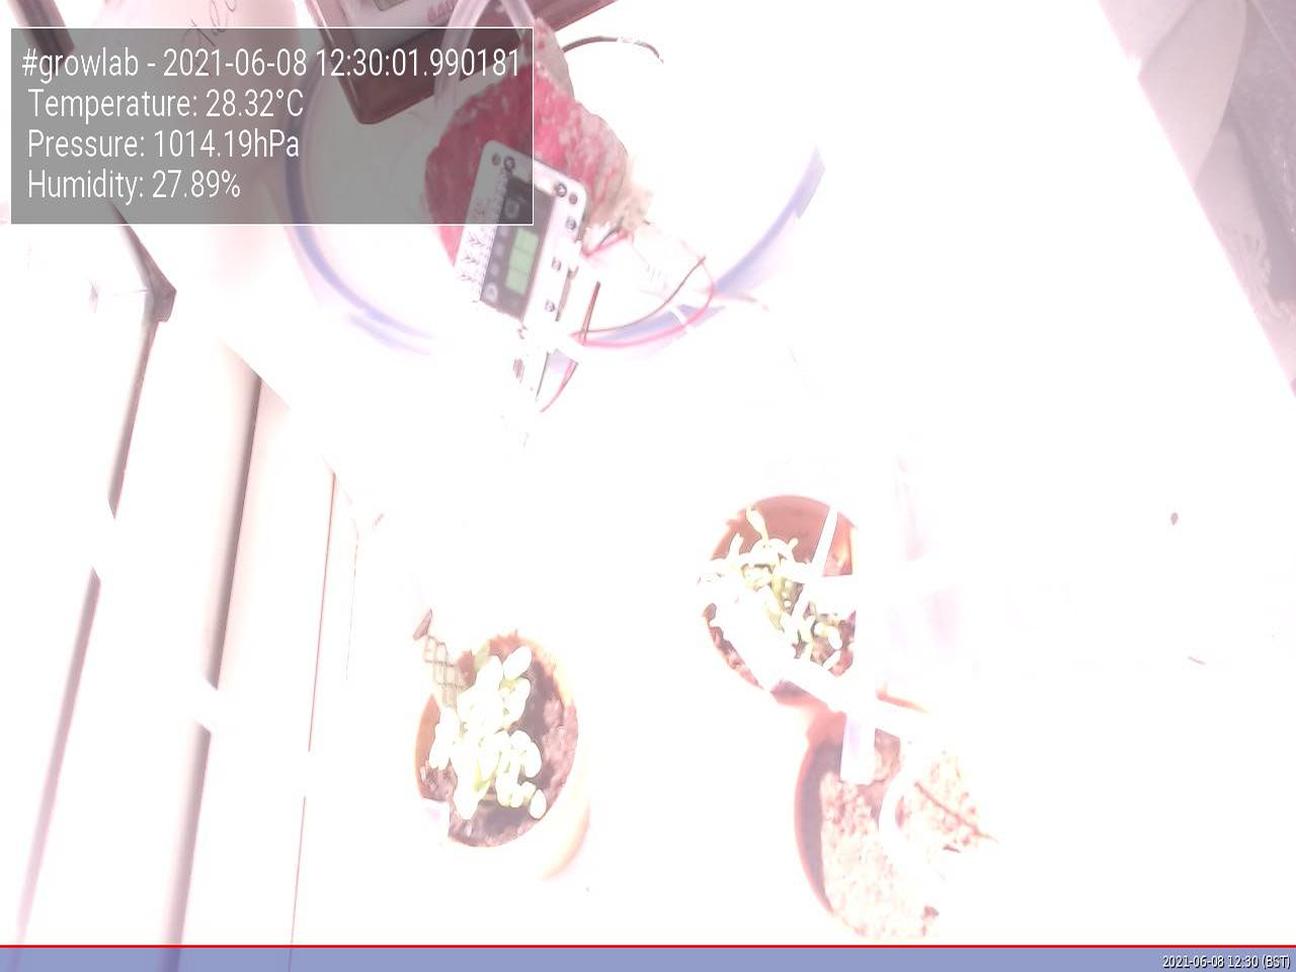 #growlab - 2021-06-08 12:30:01.990181
Temperature: 28.32°C
Pressure: 1014.19hPa
Humidity: 27.89%
2021-06-08 12:30 (BST)